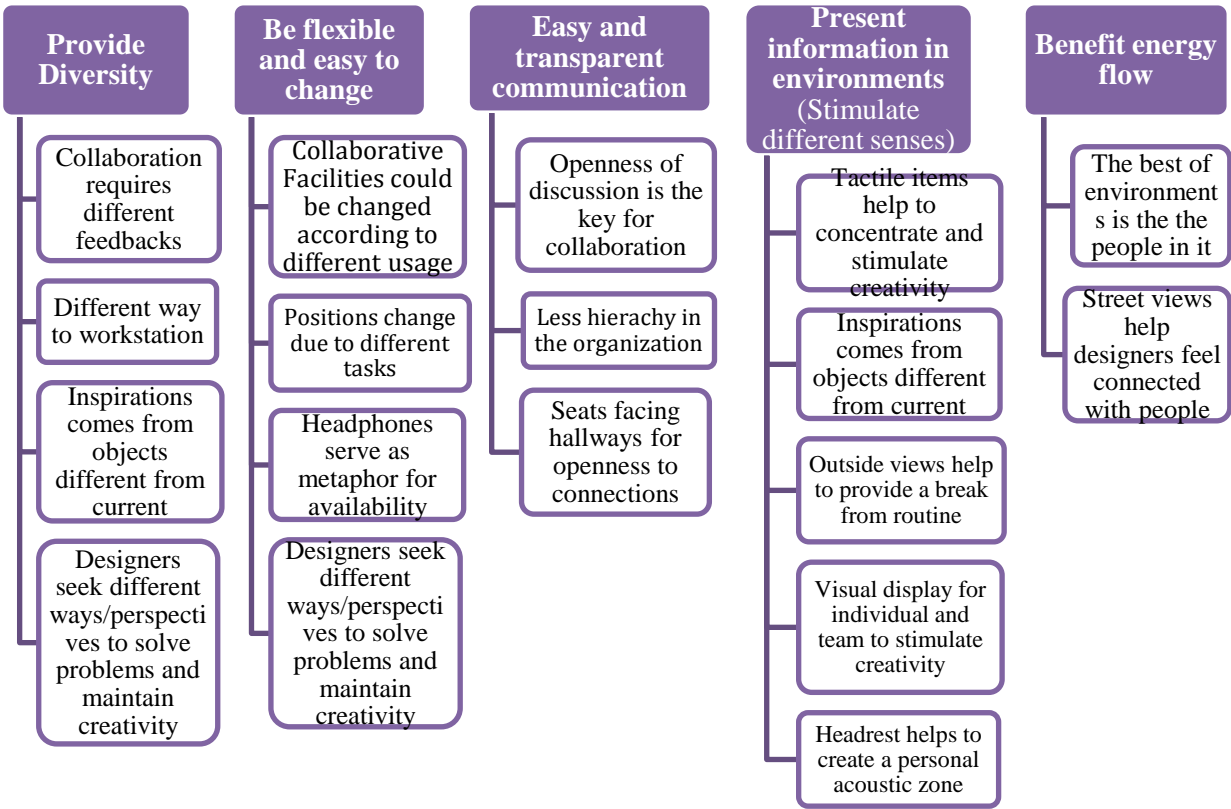 Provide
Diversity
Collaboration
requires
different
feedbacks
Different way
to workstation
Inspirations
comes from
objects
different from
current
Designers
seek different
ways/perspecti
ves to solve
problems and
maintain
creativity
Be flexible
and easy to
change
Collaborative
Facilities could
be changed
according to
different usage
Positions change
due to different
tasks
Headphones
serve as
metaphor for
availability
Designers seek
different
ways/perspecti
ves to solve
problems and
maintain
creativity
Easy and
transparent
communication
Openness of
discussion is the
key for
collaboration
Less hierachy in
the organization
Seats facing
hallways for
openness to
connections
Present
information in
environments
(Stimulate
different senses)
Tactile items
help to
concentrate and
stimulate
creativity
Inspirations
comes from
objects different
from current
Outside views help
to provide a break
from routine
Visual display for
individual and
team to stimulate
creativity
Headrest helps to
create a personal
acoustic zone
Benefit energy
flow
The best of
environment
s is the the
people in it
Street views
help
designers feel
connected
with people